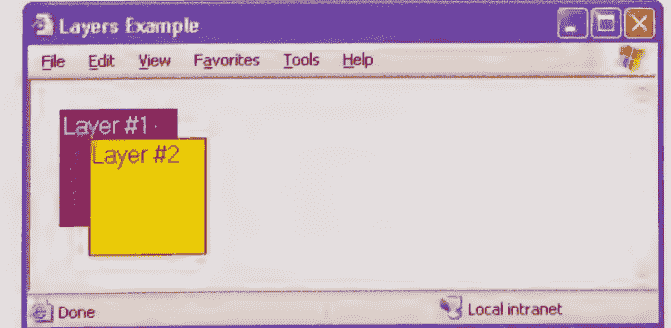 Layers Example
File Edit View Favorites Tools Help
Layer #1
Layer #2
Done Local intranet